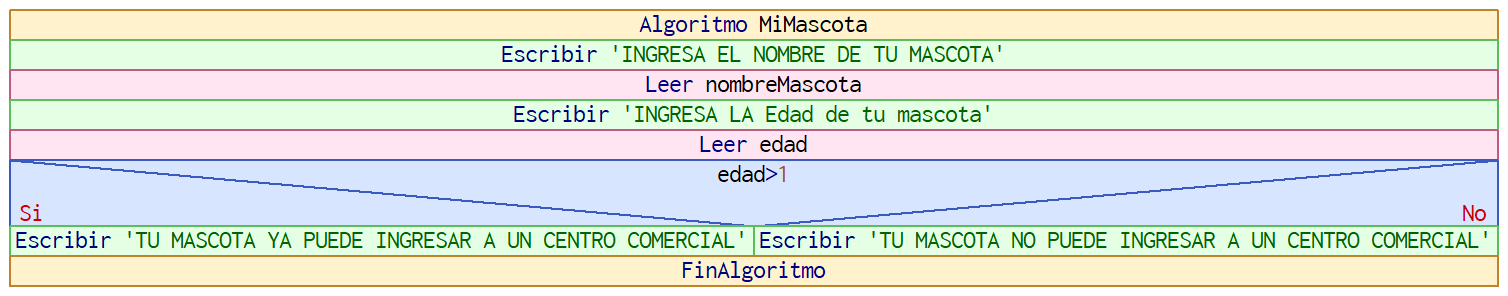 Algoritmo MiMascota
Escribir 'INGRESA EL NOMBRE DE TU MASCOTA'
Leer nombreMascota
Escribir 'INGRESA LA Edad de tu mascota'
Leer edad
edad>1
Si
No
Escribir 'TU MASCOTA YA PUEDE INGRESAR A UN CENTRO COMERCIAL'
Escribir 'TU MASCOTA NO PUEDE INGRESAR A UN CENTRO COMERCIAL'
FinAlgoritmo